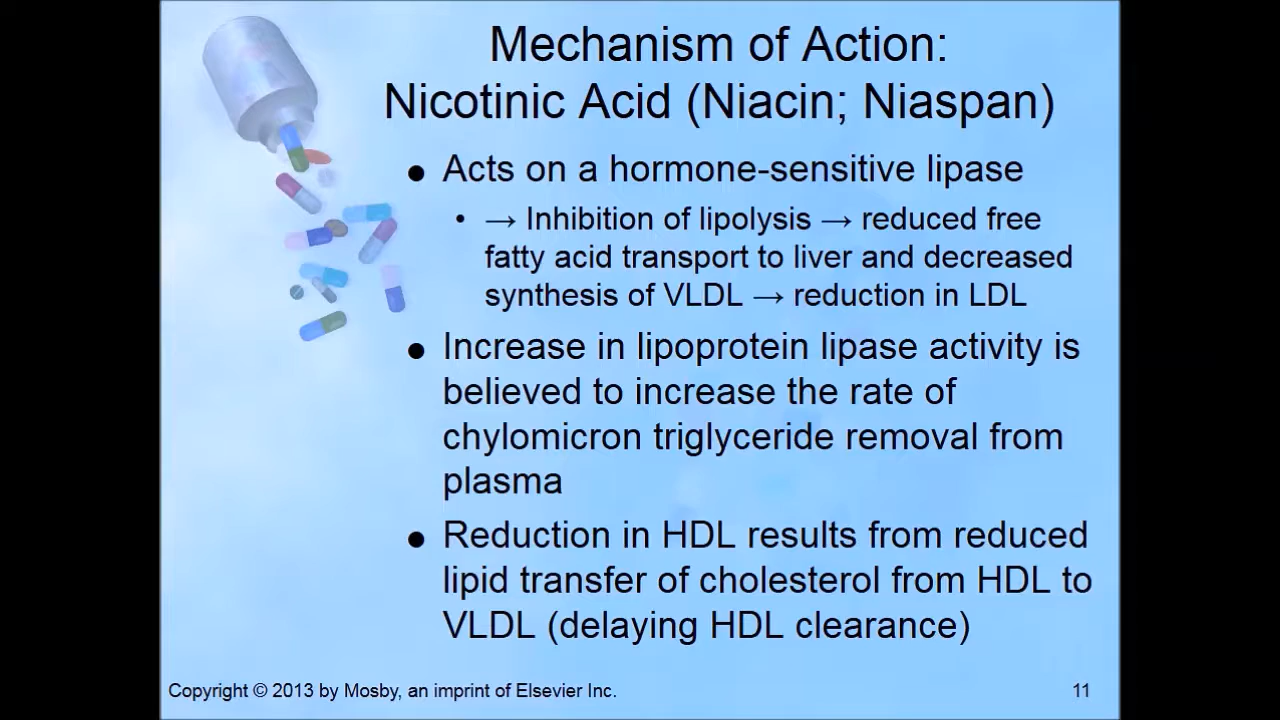 Mechanism of Action:
Nicotinic Acid (Niacin; Niaspan)
● Acts on a hormone-sensitive lipase
• → Inhibition of lipolysis → reduced free
fatty acid transport to liver and decreased
synthesis of VLDL → reduction in LDL
● Increase in lipoprotein lipase activity is
believed to increase the rate of
chylomicron triglyceride removal from
plasma
● Reduction in HDL results from reduced
lipid transfer of cholesterol from HDL to
VLDL (delaying HDL clearance)
Copyright © 2013 by Mosby, an imprint of Elsevier Inc.
11